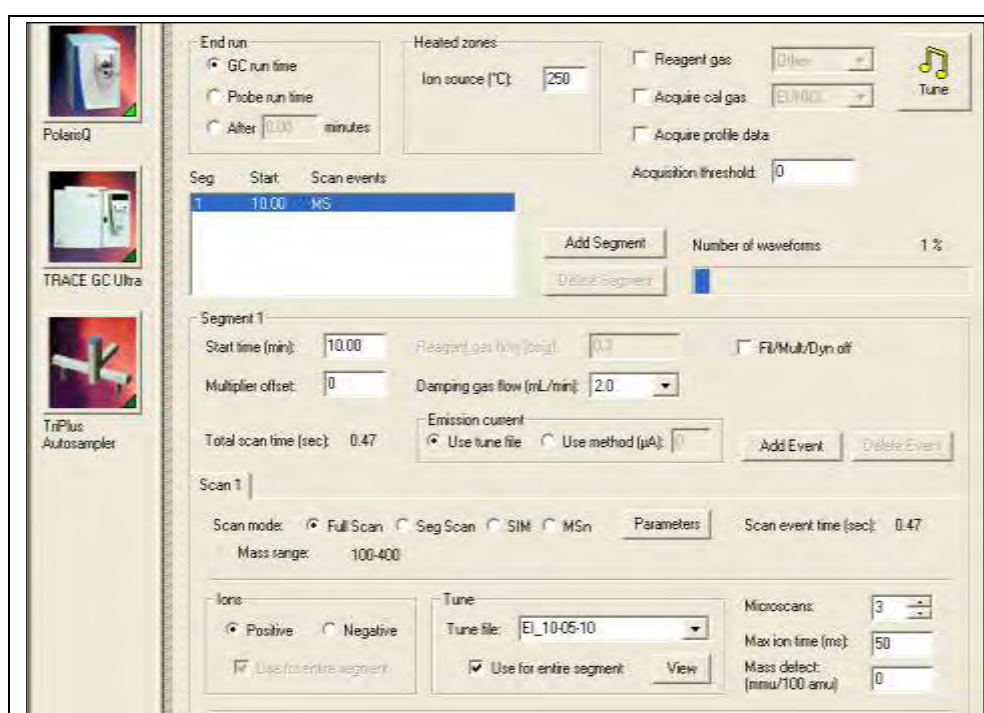 End run
GC run time
Probe run time
After 0.00 minutes
Heated zones
Ion source (°C): 250
Reagent gas Other
Acquire cal gas
Acquire profile data
Acquisition threshold: 0
Tune
PolarisQ
TRACE GC Ultra
TriPlus
Autosampler
Seg Start Scan events
1 10.00 MS
Add Segment
Delete Segment
Number of waveforms 1 %
Segment 1
Start time (min): 10.00
Reagent gas flow (psig): 0.3
Fil/Mult/Dyn off
Multiplier offset: 0
Damping gas flow (mL/min): 2.0
Total scan time (sec): 0.47
Emission current
Use tune file
Use method (µA): 0
Add Event
Delete Event
Scan 1
Scan mode: Full Scan Seg Scan SIM MSn
Parameters
Scan event time (sec): 0.47
Mass range: 100-400
Ions
Positive Negative
Use for entire segment
Tune
Tune file: EI_10-05-10
Use for entire segment
View
Microscans: 3
Max ion time (ms): 50
Mass defect: 0
(mmu/100 amu)